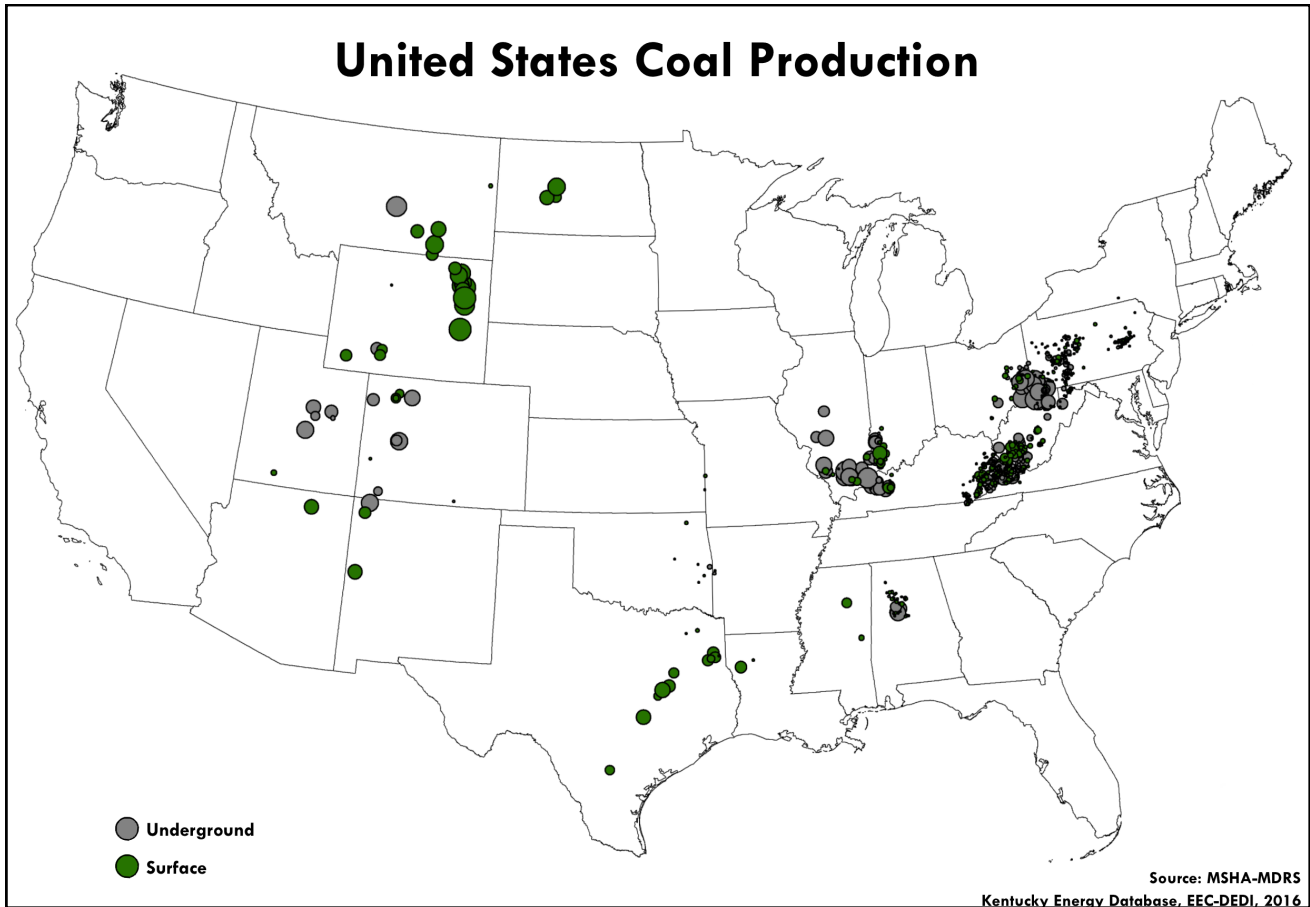 United States Coal Production
Underground
Surface
Source: MSHA-MDRS
Kentucky Energy Database, EEC-DEDI, 2016